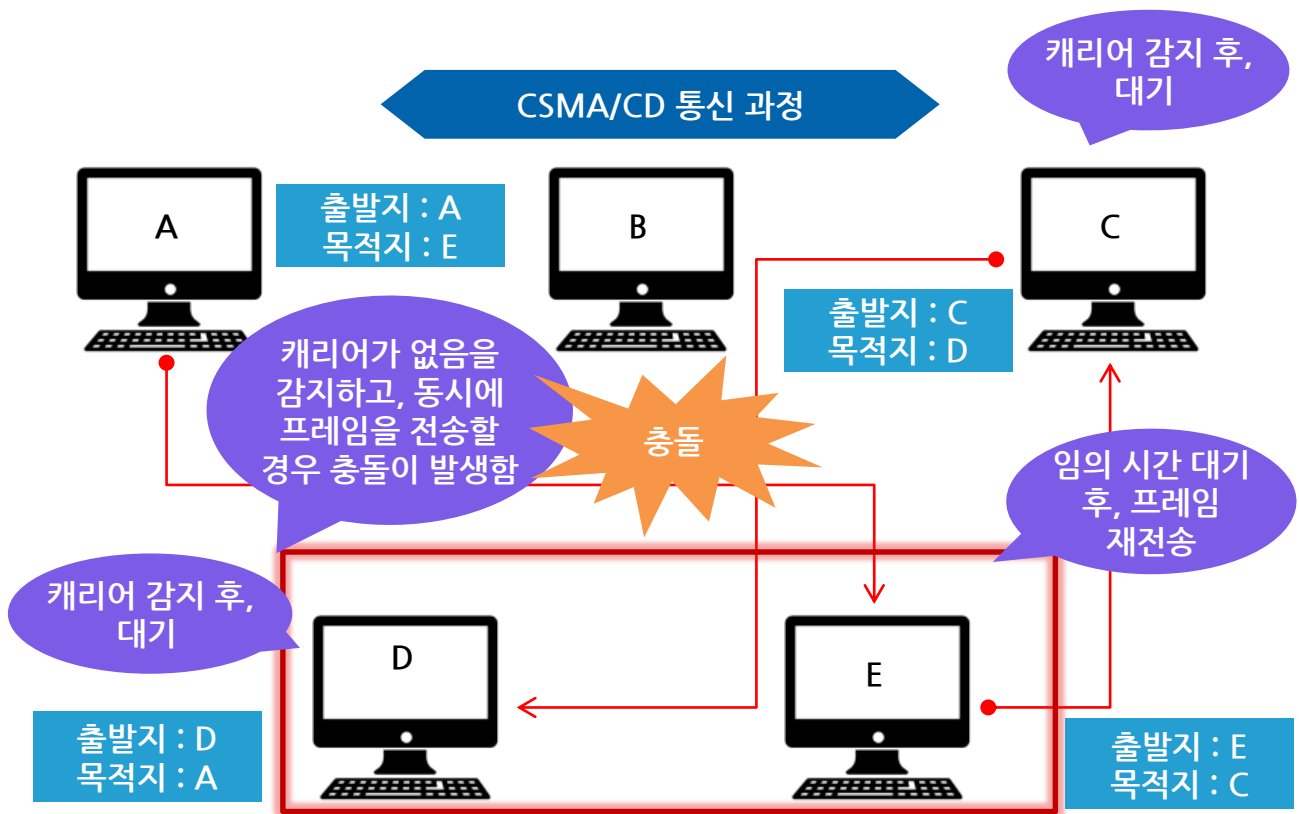 캐리어 감지 후,
대기
CSMA/CD 통신 과정
A
출발지 : A
목적지 : E
B
C
출발지 : C
목적지 : D
캐리어가 없음을
감지하고, 동시에
프레임을 전송할
경우 충돌이 발생함
충돌
임의 시간 대기
후, 프레임
재전송
캐리어 감지 후,
대기
D
E
출발지 : D
목적지 : A
출발지 : E
목적지 : C